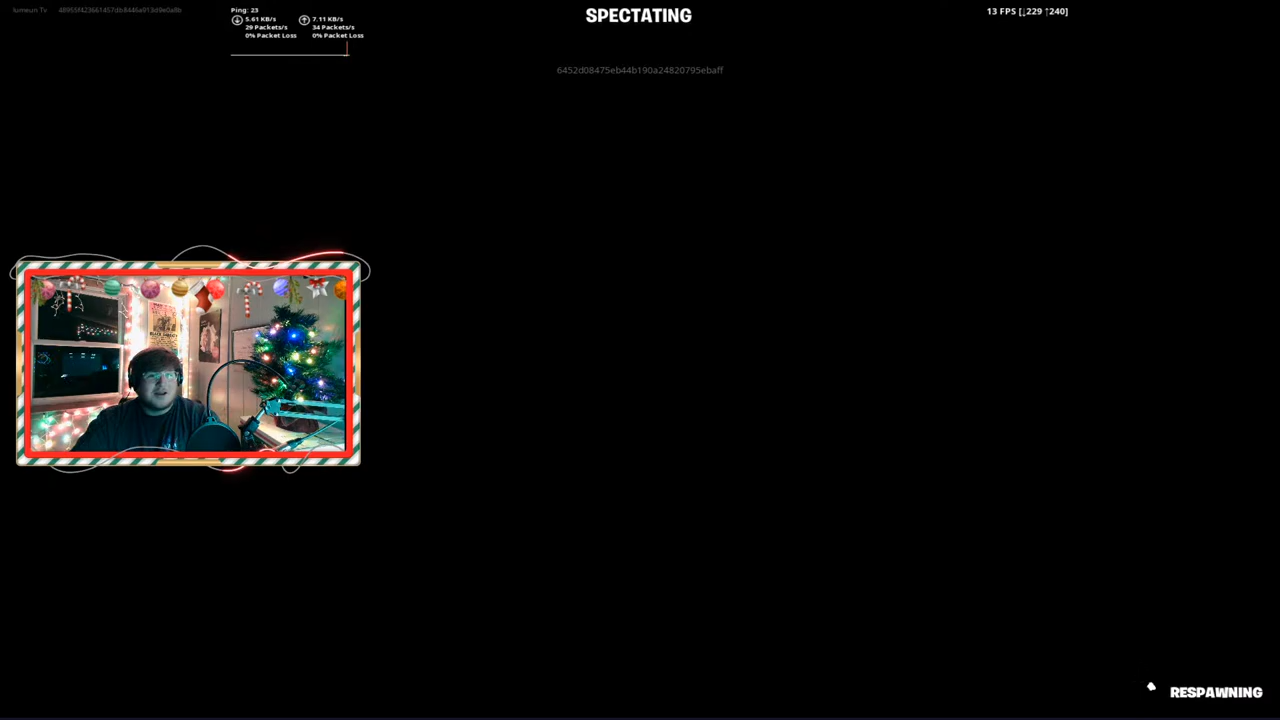 Ping: 23
5.61 KB/s
7.11 KB/s
29 Packets/s
34 Packets/s
0% Packet Loss
0% Packet Loss
SPECTATING
13 FPS [↓229 ↑240]
6452d08475eb44b190a24820795ebaff
RESPAWNING